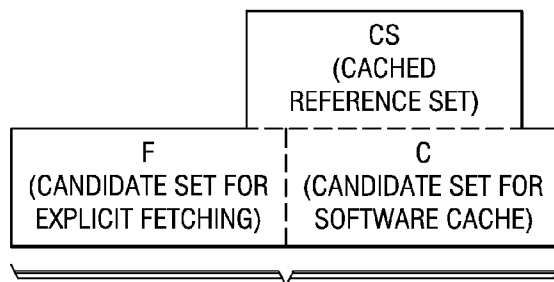 CS
(CACHED
REFERENCE SET)
F
(CANDIDATE SET FOR
EXPLICIT FETCHING)
C
(CANDIDATE SET FOR
SOFTWARE CACHE)